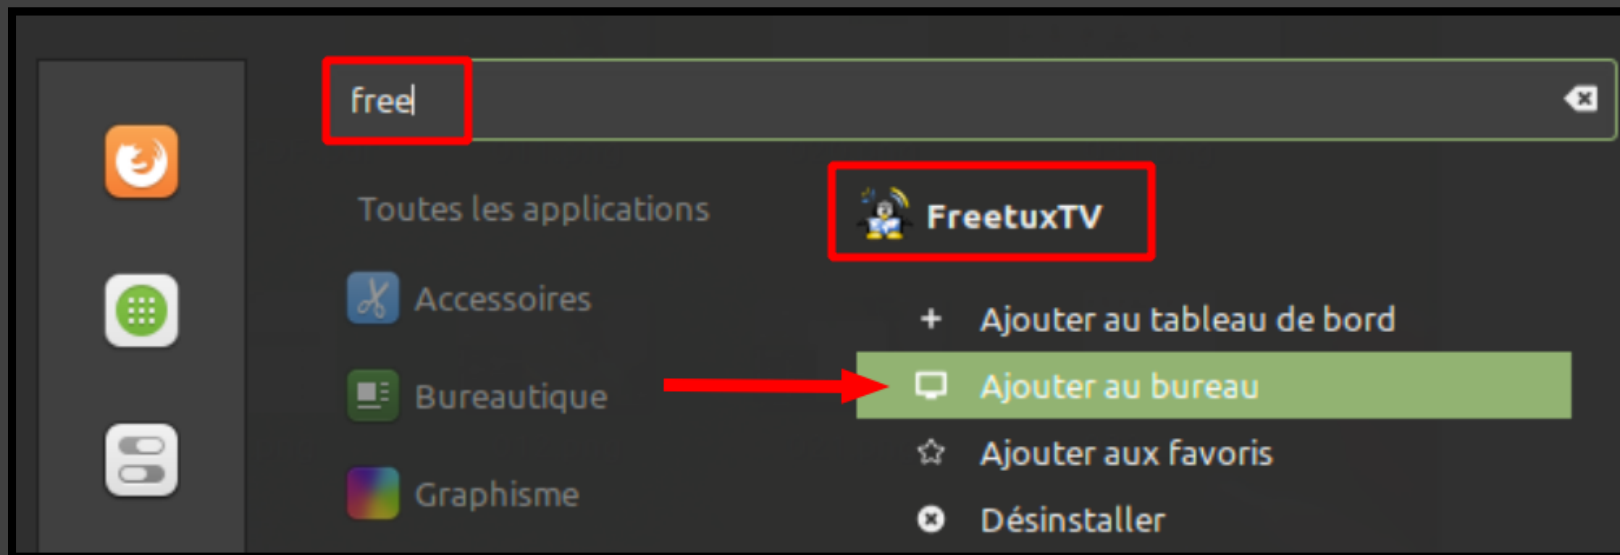 free
Toutes les applications
Accessoires
Bureautique
Graphisme
FreetuxTV
Ajouter au tableau de bord
Ajouter au bureau
Ajouter aux favoris
Désinstaller